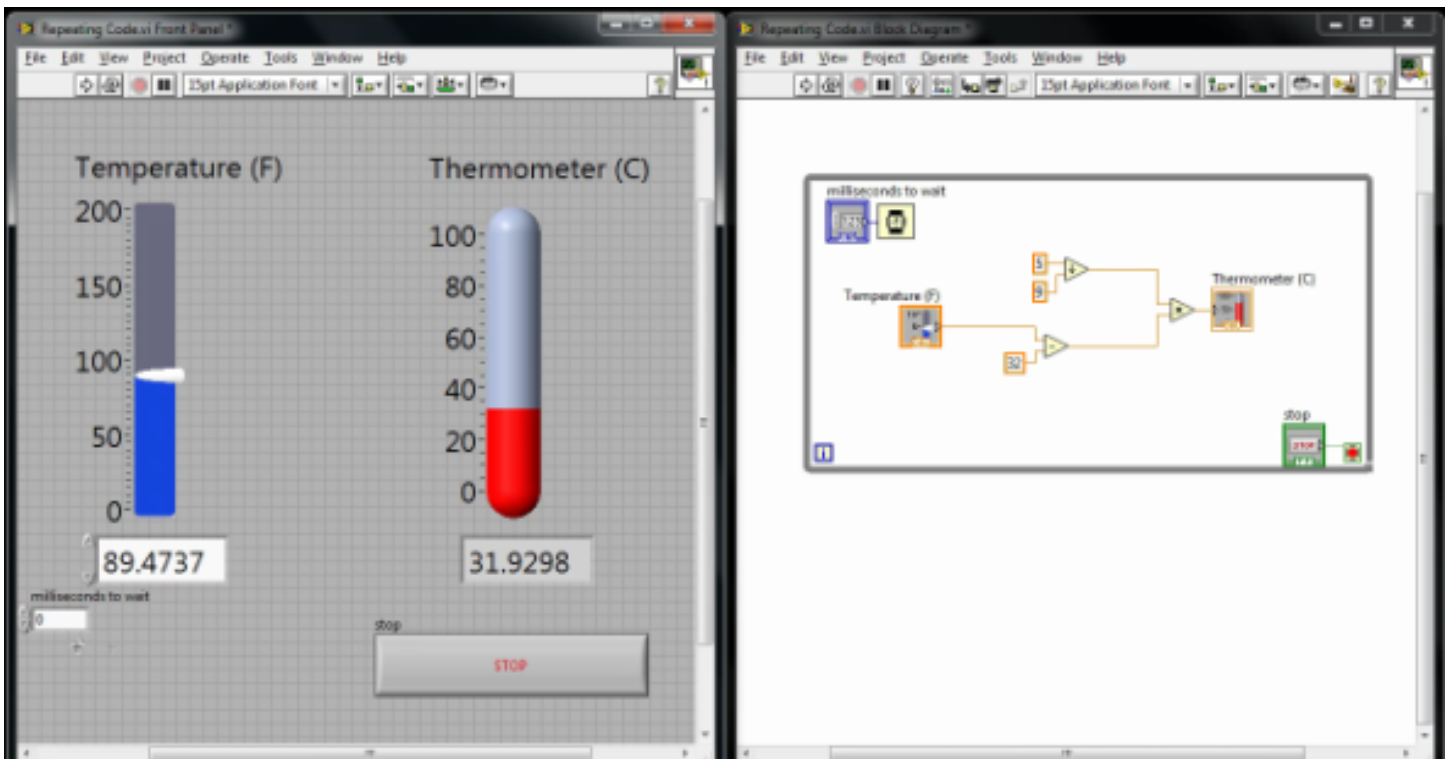 Repeating Code.vi Front Panel *
File Edit View Project Operate Tools Window Help
15pt Application Font
Temperature (F)
200
150
100
50
0
89.4737
milliseconds to wait
0
Thermometer (C)
100
80
60
40
20
0
31.9298
stop
STOP
Repeating Code.vi Block Diagram *
File Edit View Project Operate Tools Window Help
15pt Application Font
milliseconds to wait
Temperature (F)
5
9
32
Thermometer (C)
stop
STOP
i